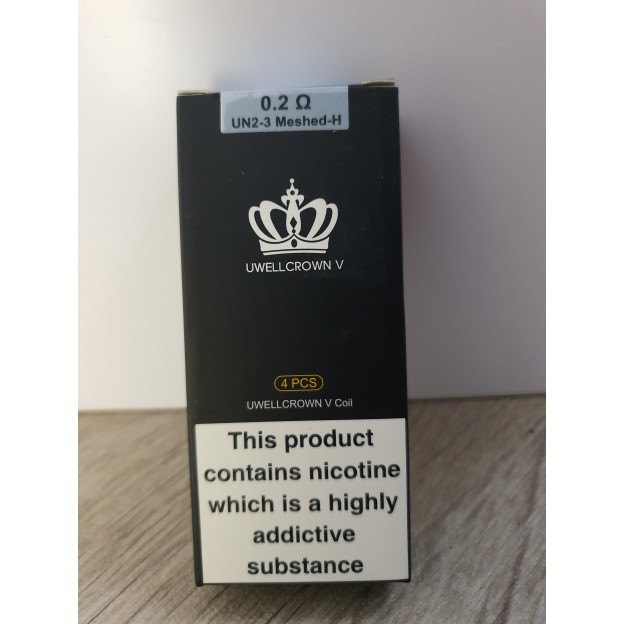 0.2 Ω
UN2-3 Meshed-H
UWELLCROWN V
4 PCS
UWELLCROWN V Coil
This product
contains nicotine
which is a highly
addictive
substance